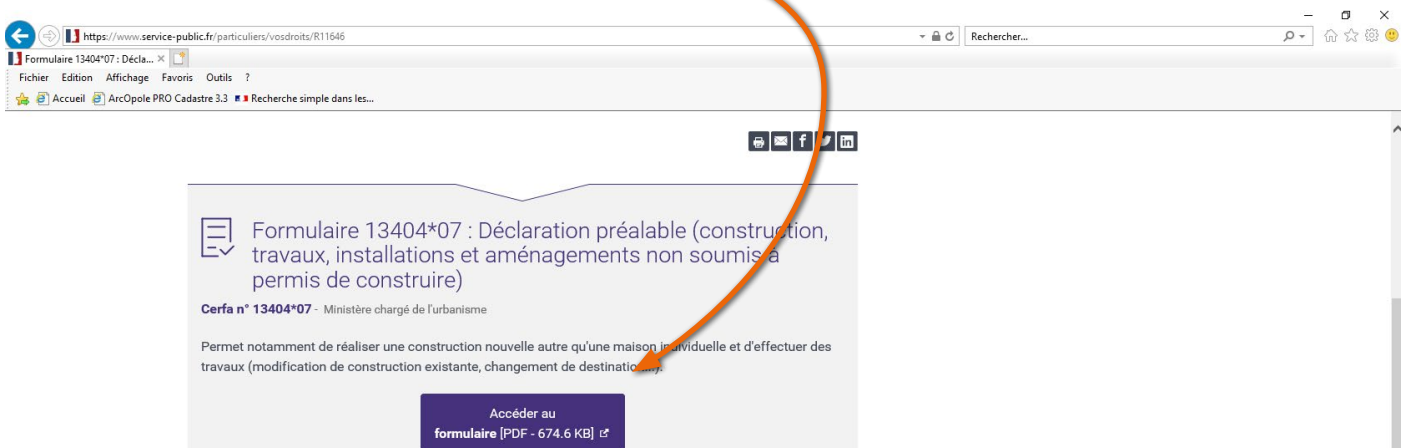 https://www.service-public.fr/particuliers/vosdroits/R11646
Rechercher...
Formulaire 13404*07 : Décla...
Fichier Edition Affichage Favoris Outils ?
Accueil ArcOpole PRO Cadastre 3.3 Recherche simple dans les...
Formulaire 13404*07 : Déclaration préalable (construction,
travaux, installations et aménagements non soumis à
permis de construire)
Cerfa n° 13404*07 - Ministère chargé de l'urbanisme
Permet notamment de réaliser une construction nouvelle autre qu'une maison individuelle et d'effectuer des
travaux (modification de construction existante, changement de destination...).
Accéder au
formulaire [PDF - 674.6 KB]